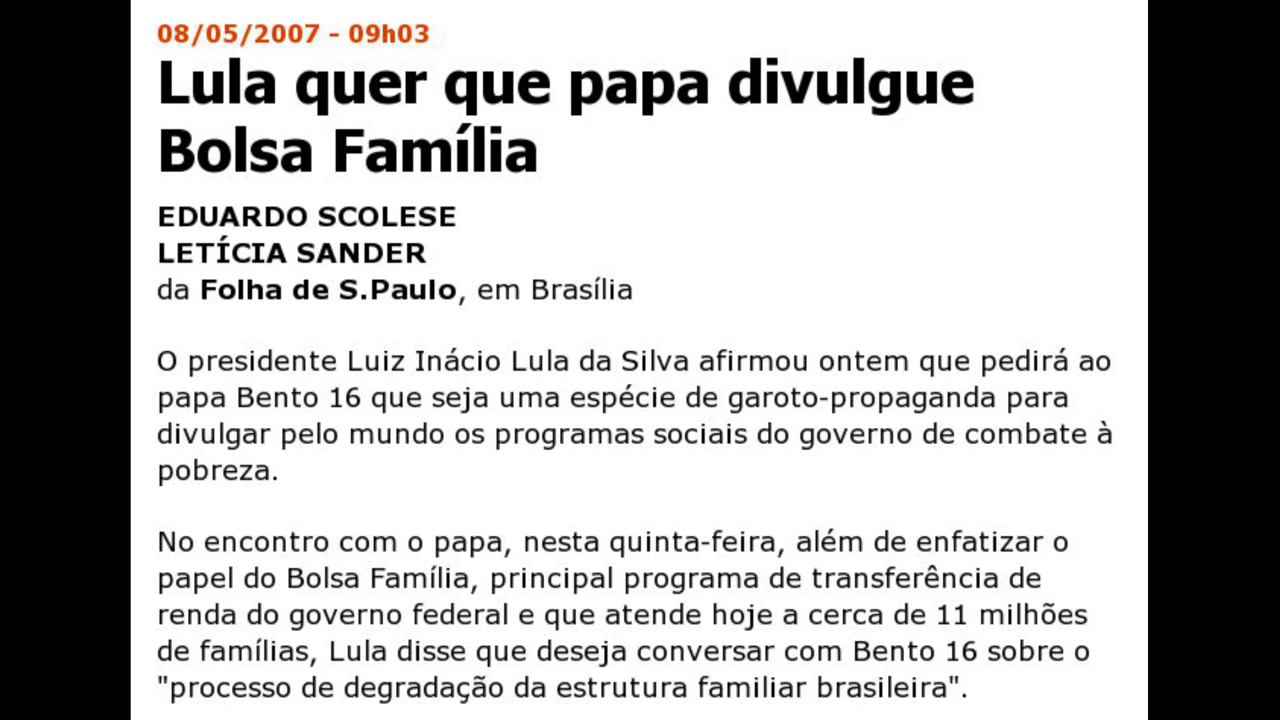 08/05/2007 - 09h03
Lula quer que papa divulgue
Bolsa Família
EDUARDO SCOLESE
LETÍCIA SANDER
da Folha de S.Paulo, em Brasília
O presidente Luiz Inácio Lula da Silva afirmou ontem que pedirá ao
papa Bento 16 que seja uma espécie de garoto-propaganda para
divulgar pelo mundo os programas sociais do governo de combate à
pobreza.
No encontro com o papa, nesta quinta-feira, além de enfatizar o
papel do Bolsa Família, principal programa de transferência de
renda do governo federal e que atende hoje a cerca de 11 milhões
de famílias, Lula disse que deseja conversar com Bento 16 sobre o
"processo de degradação da estrutura familiar brasileira".